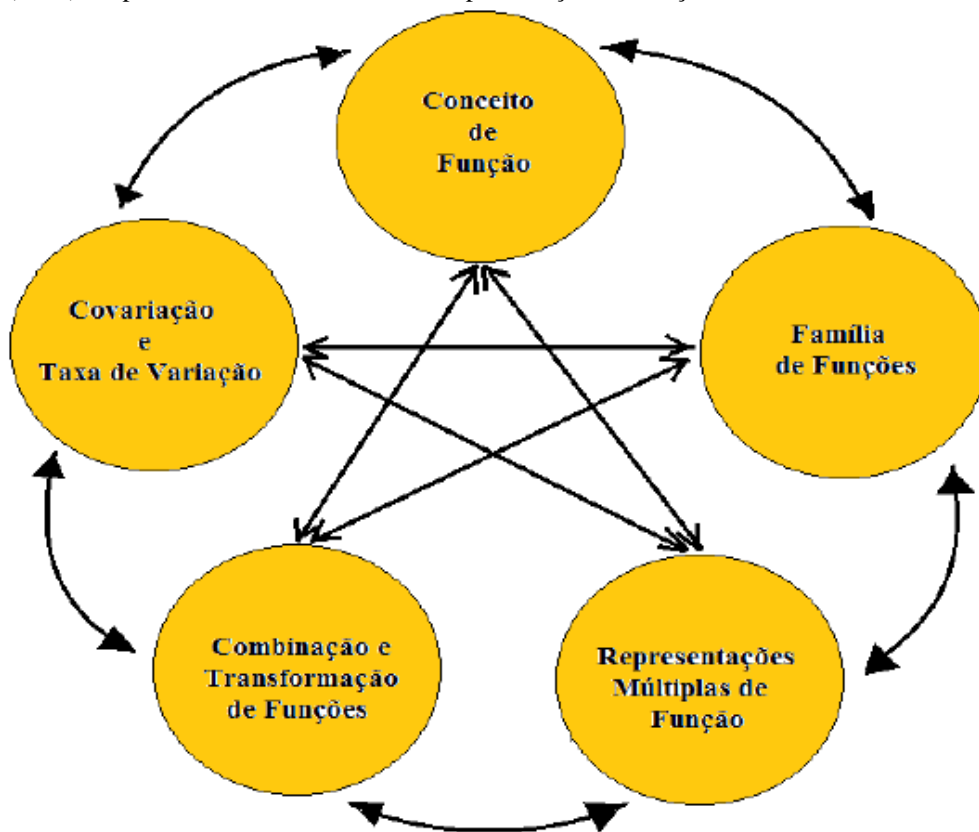 Conceito
de
Função
Covariação
e
Taxa de Variação
Família
de Funções
Combinação e
Transformação
de Funções
Representações
Múltiplas de
Função